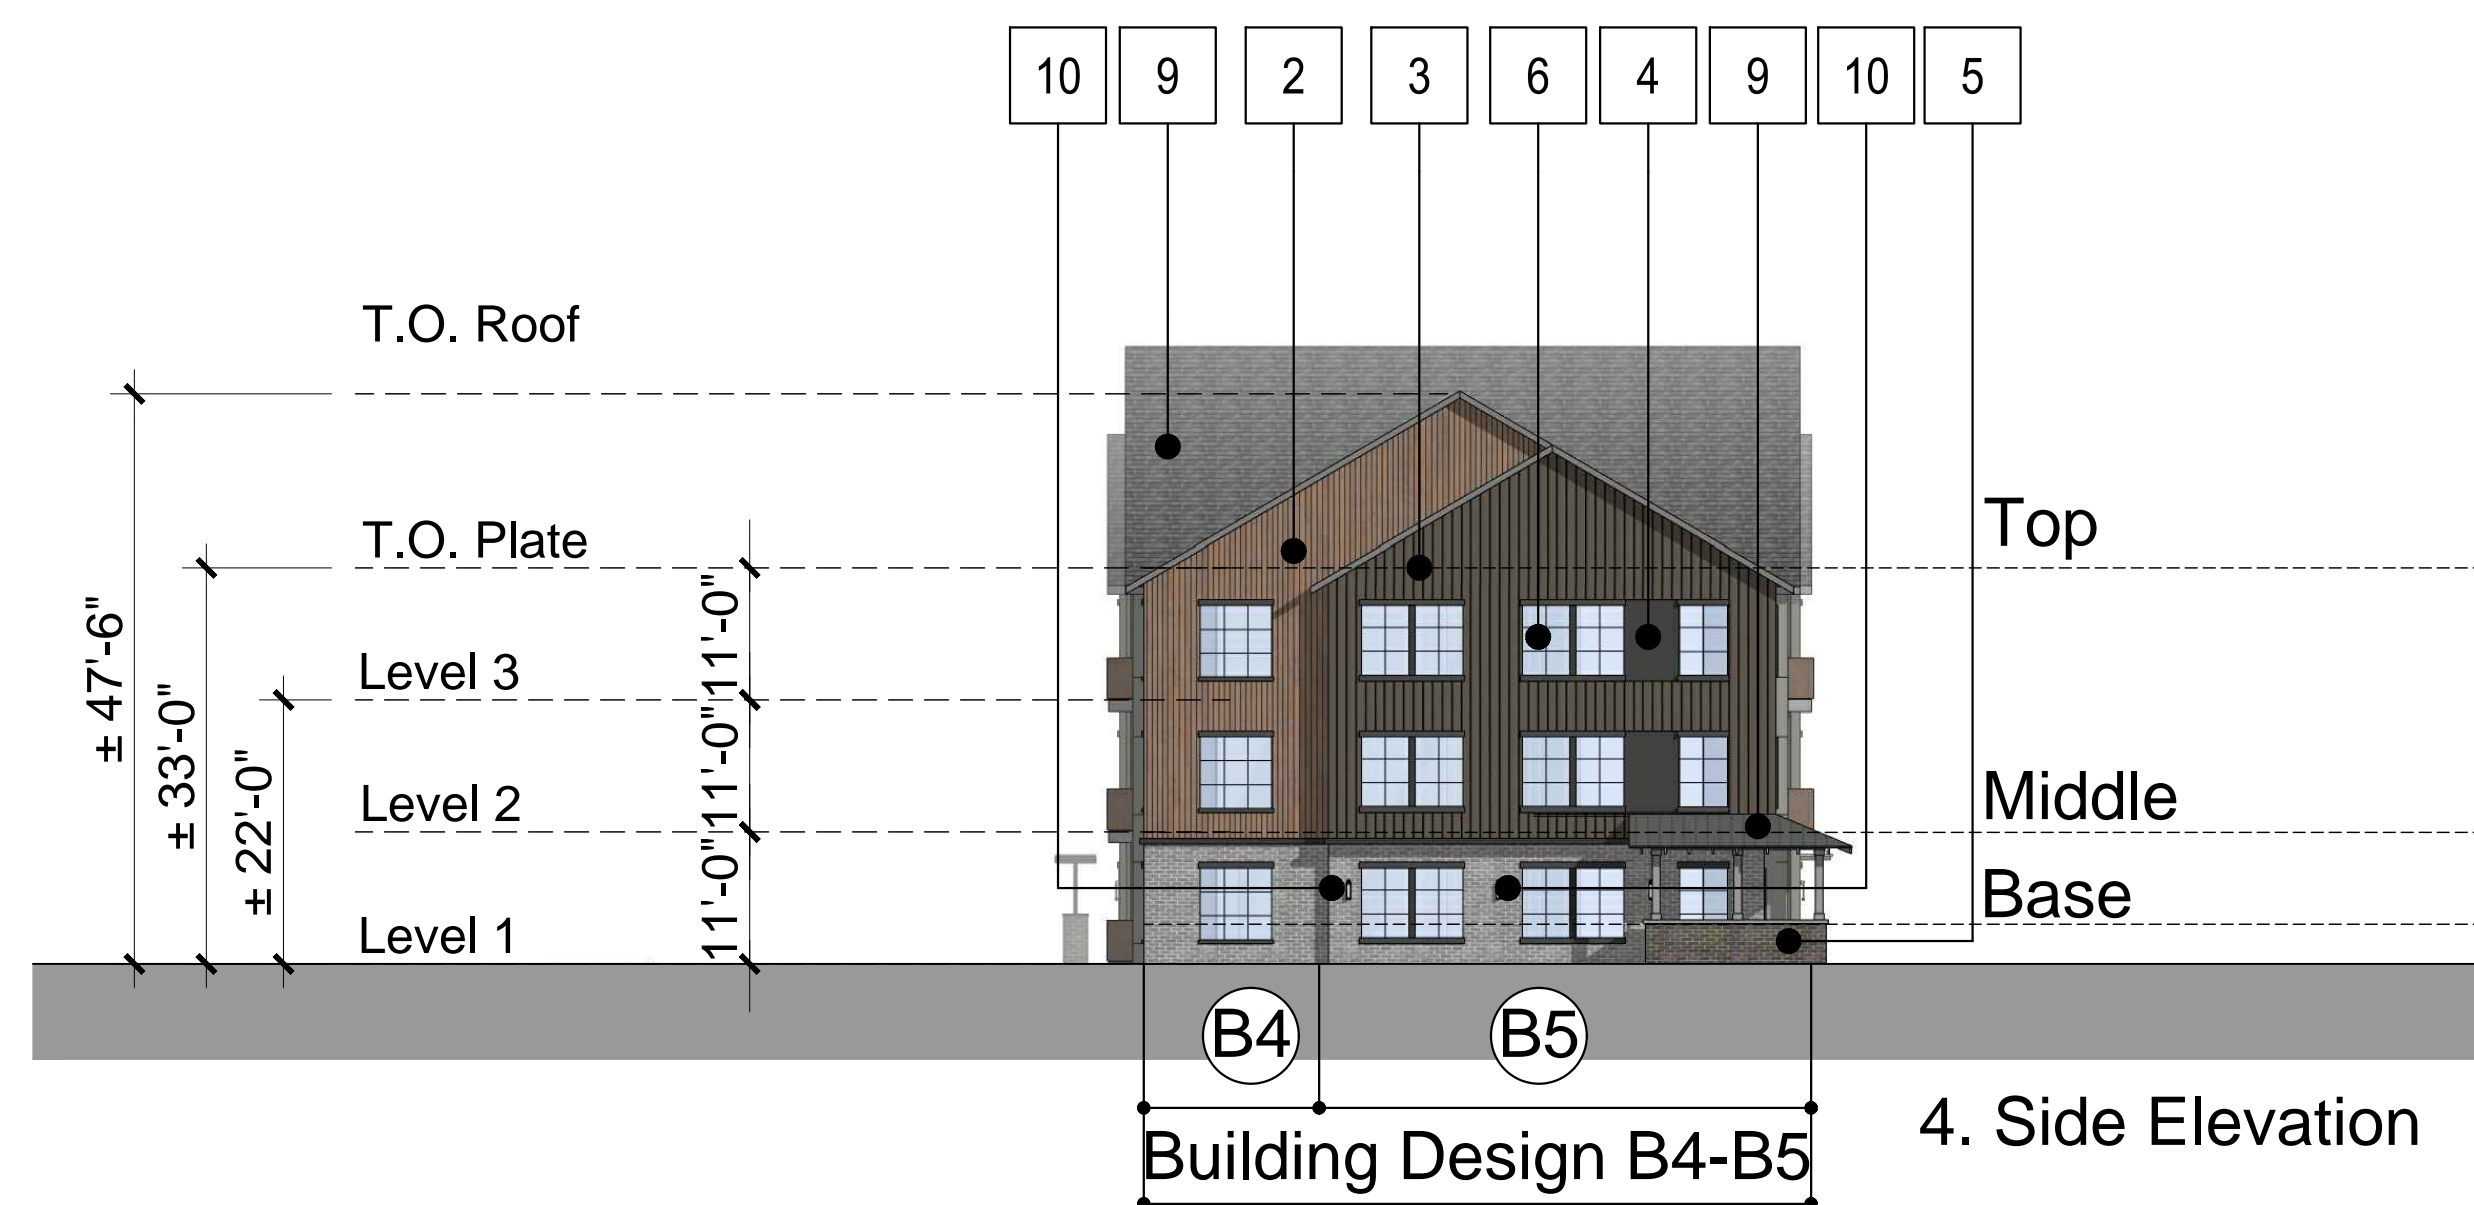 10 9 2 3 6 4 9 10 5
T.O. Roof
T.O. Plate
Top
Level 3
Level 2
Middle
Base
Level 1
± 47'-6"
± 33'-0"
± 22'-0"
11'-0"
11'-0"
11'-0"
B4 B5
Building Design B4-B5
4. Side Elevation